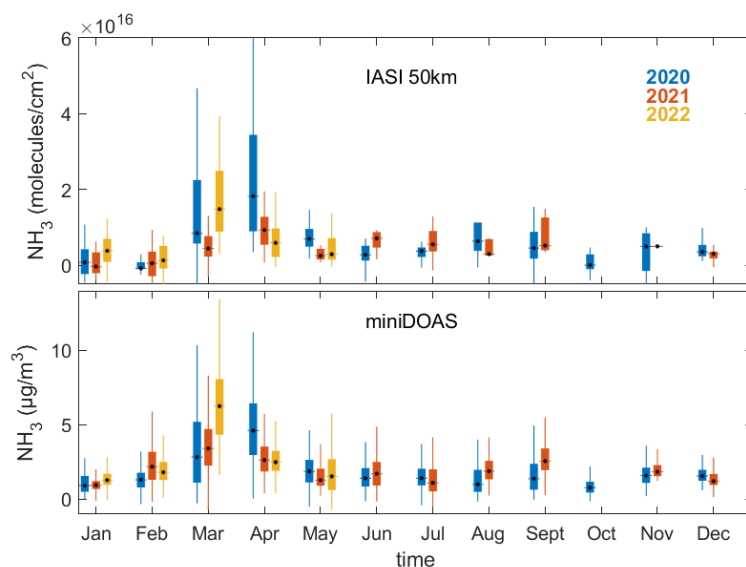 × 10^16
6
4
2
0
NH₃ (molecules/cm²)
IASI 50km
2020
2021
2022
10
5
0
NH₃ (μg/m³)
miniDOAS
Jan Feb Mar Apr May Jun Jul Aug Sept Oct Nov Dec
time